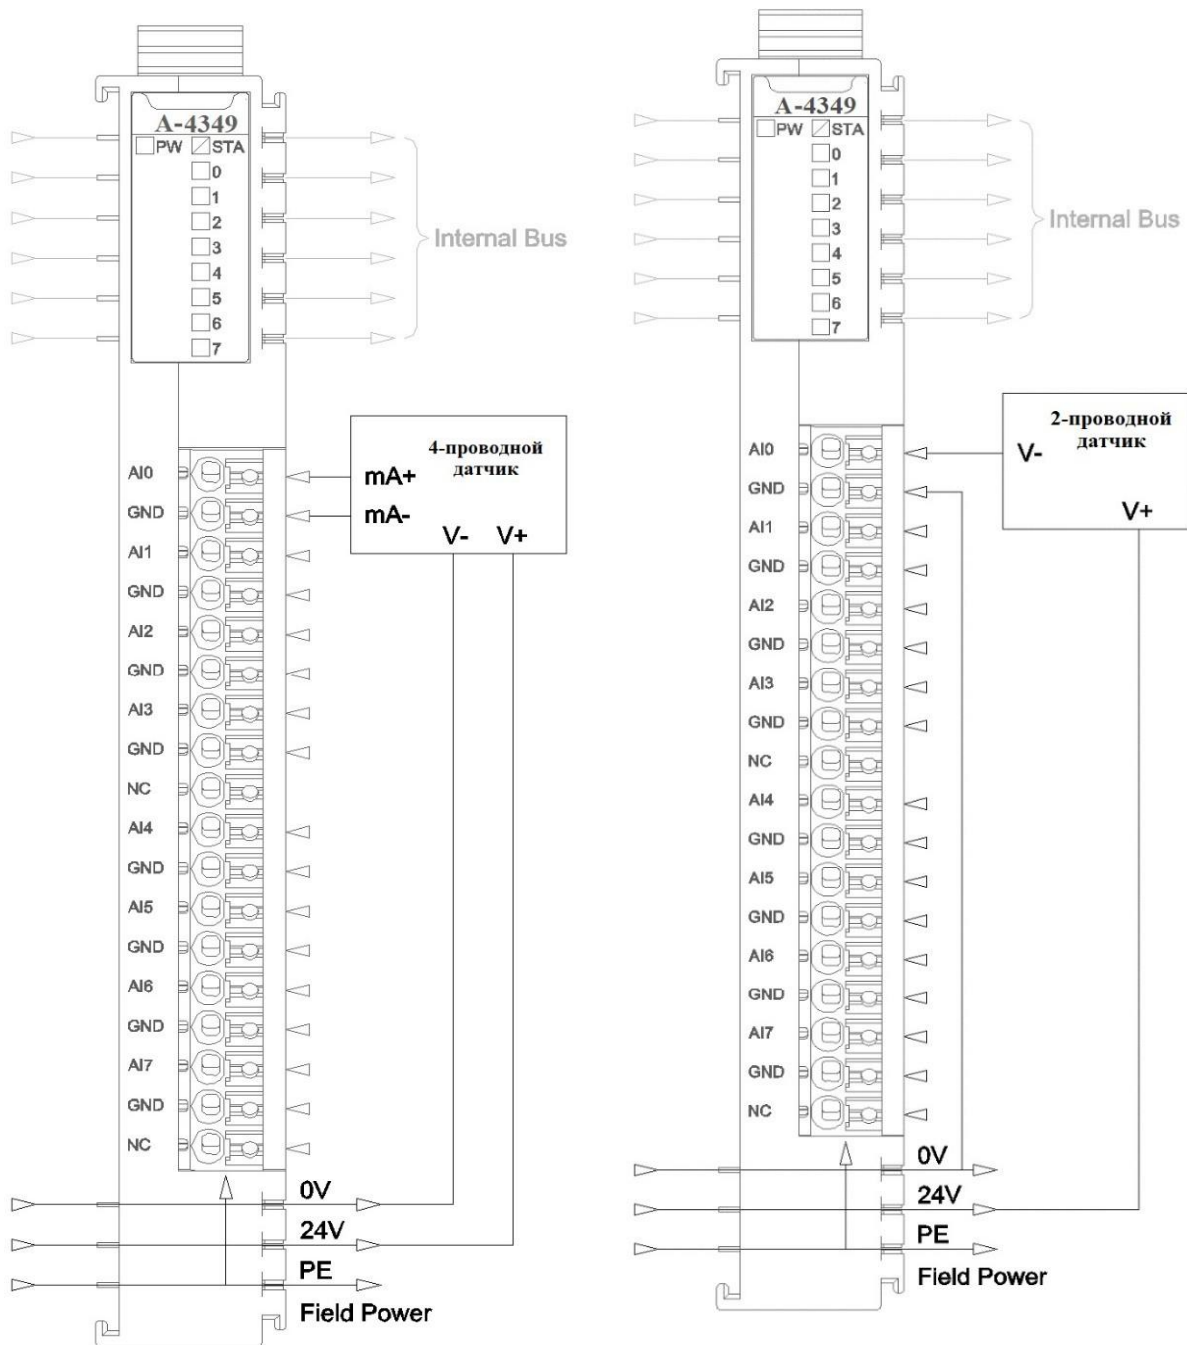 A-4349
PW STA
0
1
2
3
4
5
6
7
Internal Bus
4-проводной
датчик
mA+
mA-
V- V+
AI0
GND
AI1
GND
AI2
GND
AI3
GND
NC
AI4
GND
AI5
GND
AI6
GND
AI7
GND
NC
0V
24V
PE
Field Power
A-4349
PW STA
0
1
2
3
4
5
6
7
Internal Bus
2-проводной
датчик
V-
V+
AI0
GND
AI1
GND
AI2
GND
AI3
GND
NC
AI4
GND
AI5
GND
AI6
GND
AI7
GND
NC
0V
24V
PE
Field Power